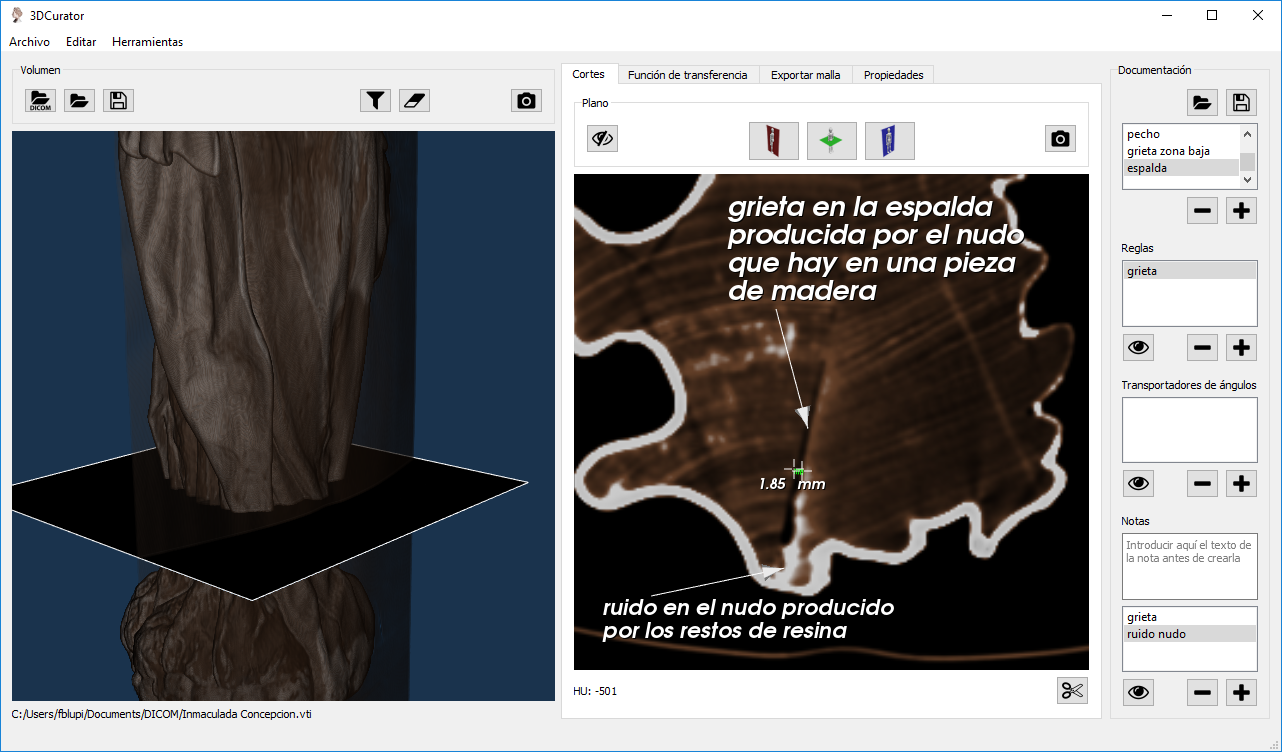 3DCurator
Archivo Editar Herramientas
Volumen
DICOM
C:/Users/fblupi/Documents/DICOM/Inmaculada Concepcion.vti
Cortes Función de transferencia Exportar malla Propiedades
Plano
grieta en la espalda
producida por el nudo
que hay en una pieza
de madera
1.85 mm
ruido en el nudo producido
por los restos de resina
HU: -501
Documentación
pecho
grieta zona baja
espalda
Reglas
grieta
Transportadores de ángulos
Notas
Introducir aquí el texto de
la nota antes de crearla
grieta
ruido nudo